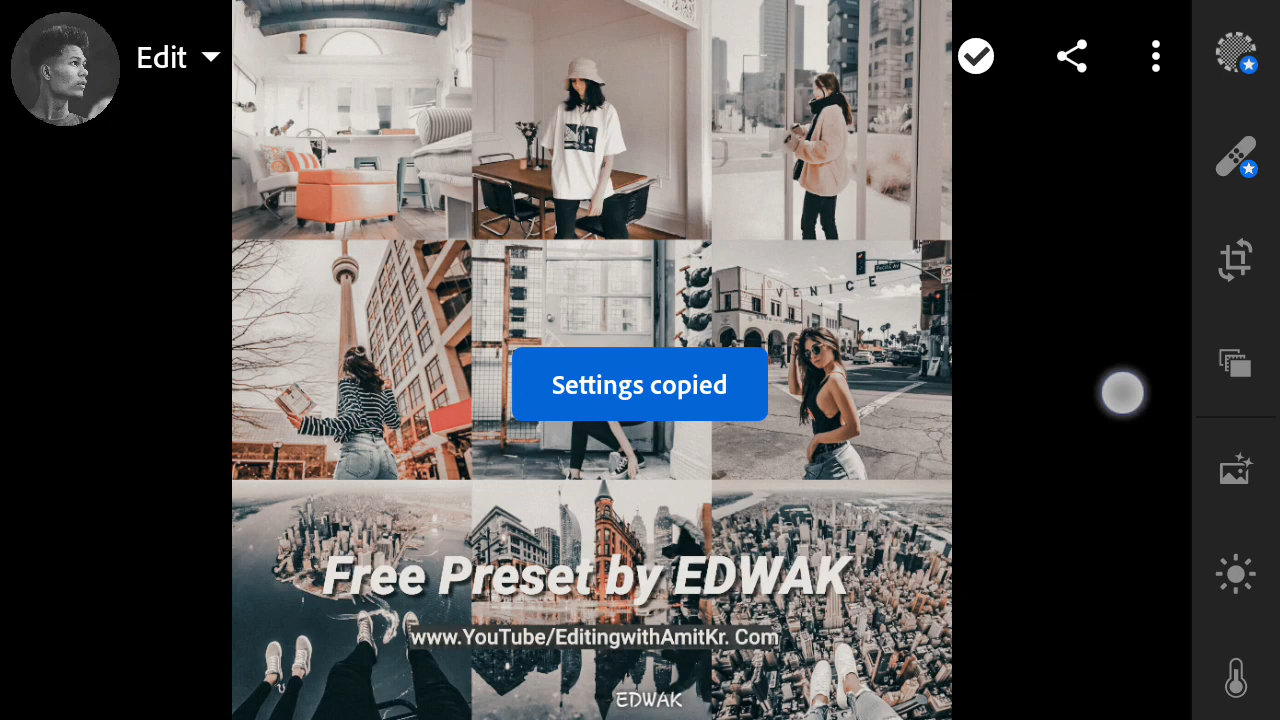 Edit
VENICE
Settings copied
Free Preset by EDWAK
www.YouTube/EditingwithAmitKr. Com
EDWAK